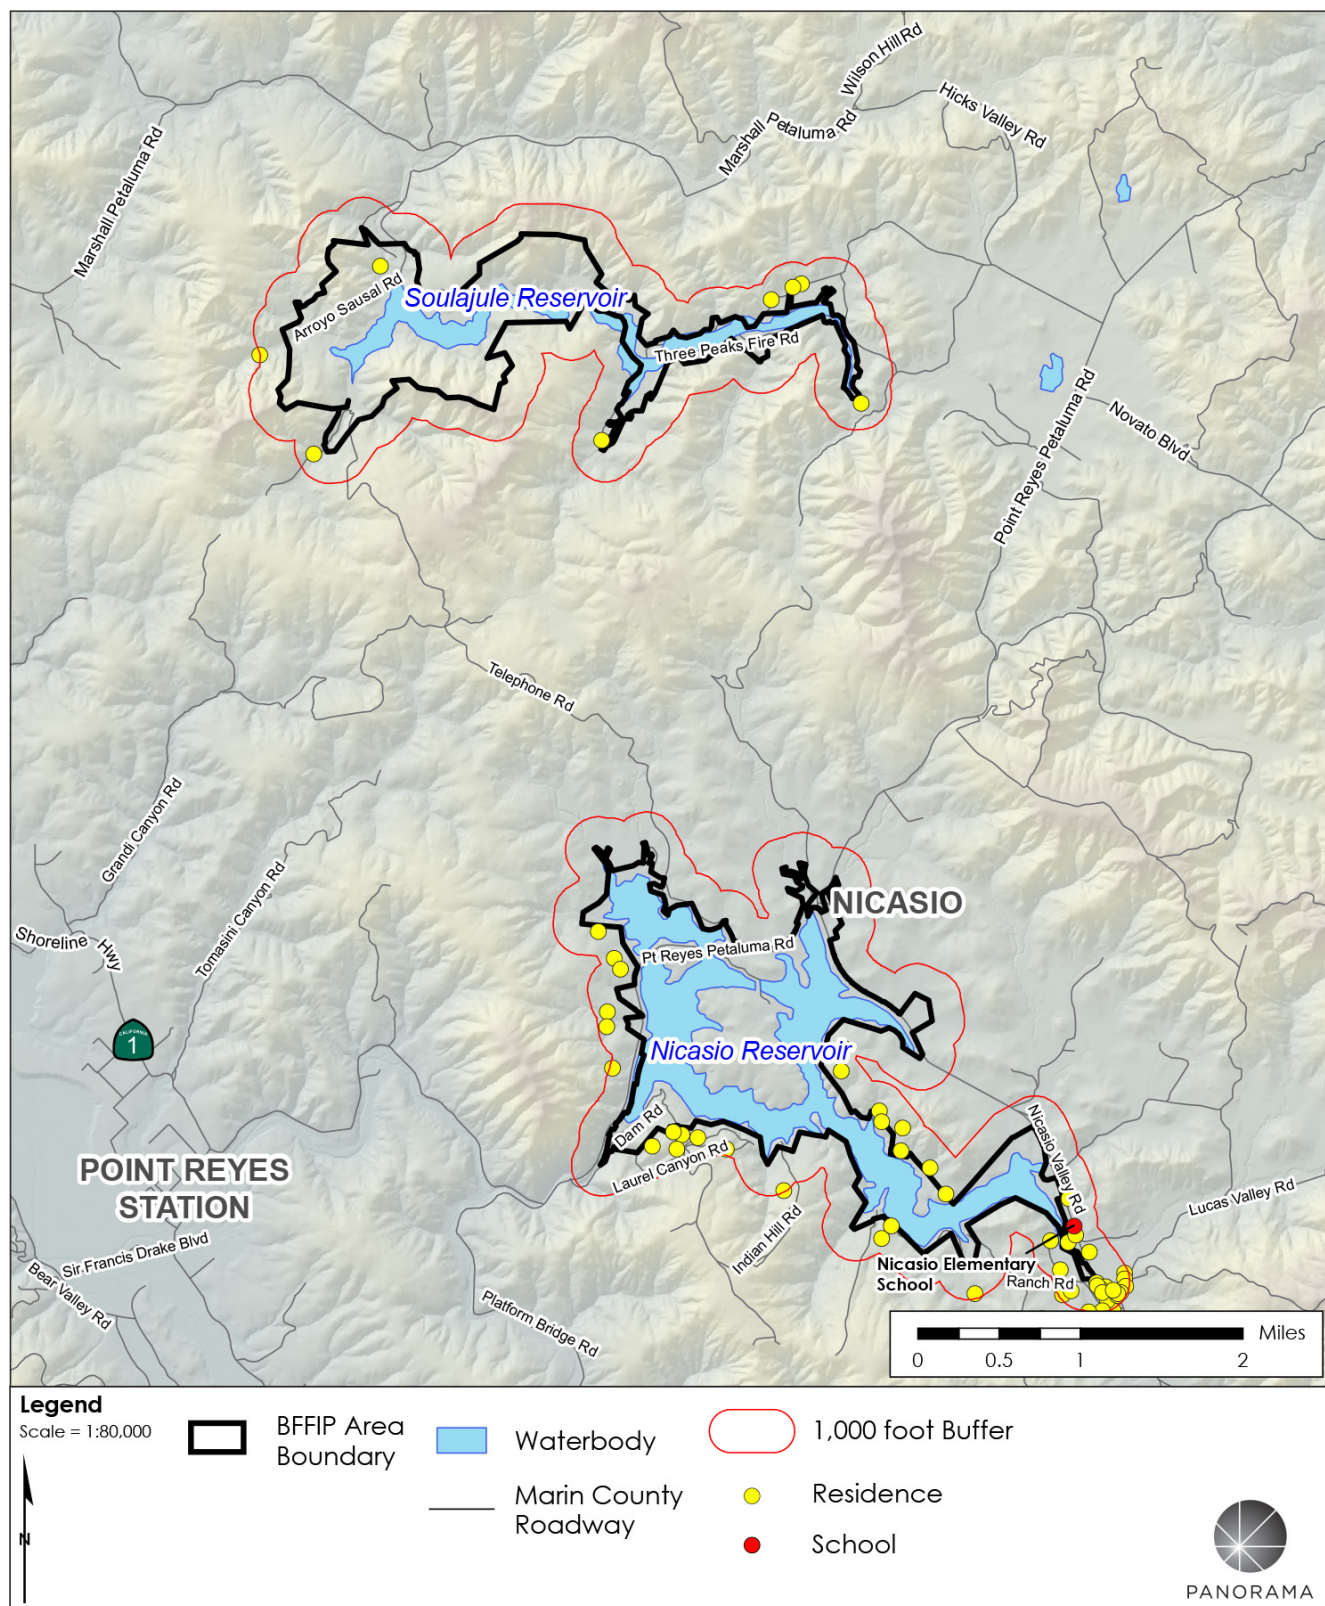 Wilson Hill Rd
Hicks Valley Rd
Marshall Petaluma Rd
Marshall Petaluma Rd
Arroyo Sausal Rd
Soulajule Reservoir
Three Peaks Fire Rd
Point Reyes Petaluma Rd
Novato Blvd
Telephone Rd
Grandi Canyon Rd
Tomasini Canyon Rd
NICASIO
Shoreline Hwy
Pt Reyes Petaluma Rd
CALIFORNIA
1
Nicasio Reservoir
Dam Rd
Laurel Canyon Rd
Nicasio Valley Rd
POINT REYES
STATION
Lucas Valley Rd
Indian Hill Rd
Sir Francis Drake Blvd
Bear Valley Rd
Nicasio Elementary
School
Ranch Rd
Platform Bridge Rd
Miles
0 0.5 1 2
Legend
Scale = 1:80,000
N
BFFIP Area
Boundary
Waterbody
Marin County
Roadway
1,000 foot Buffer
Residence
School
PANORAMA